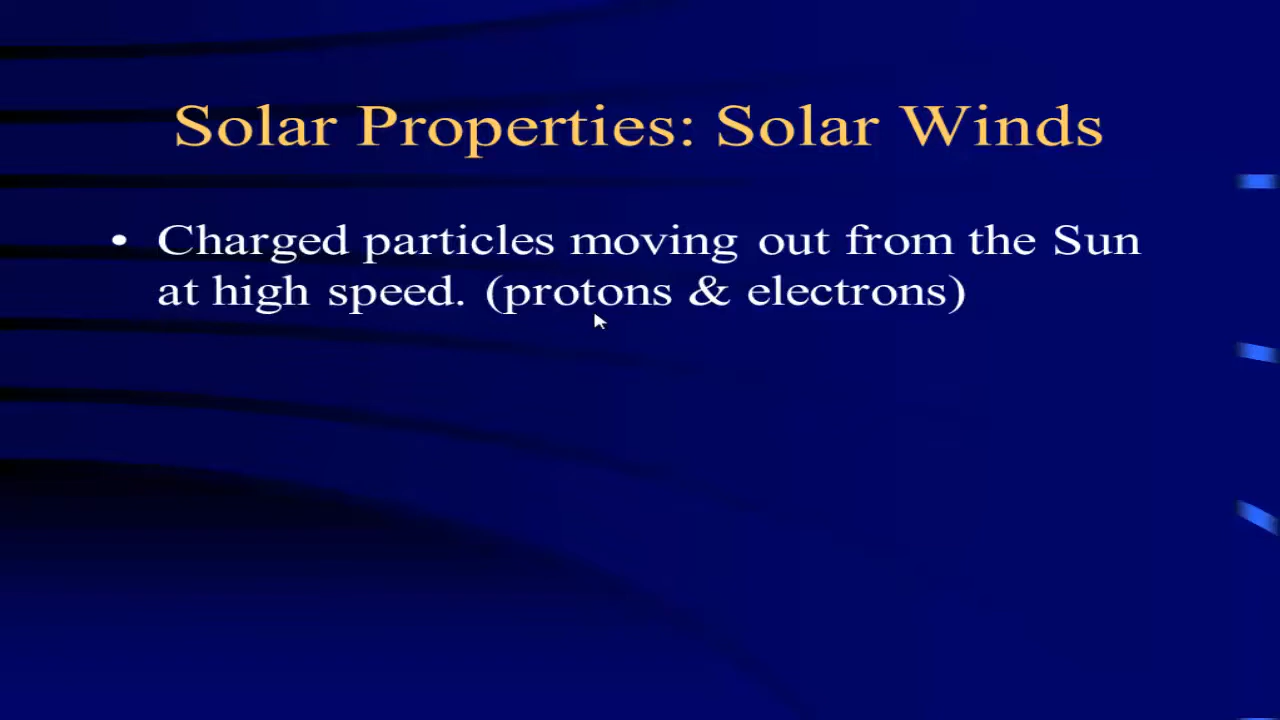 Solar Properties: Solar Winds
• Charged particles moving out from the Sun
at high speed. (protons & electrons)